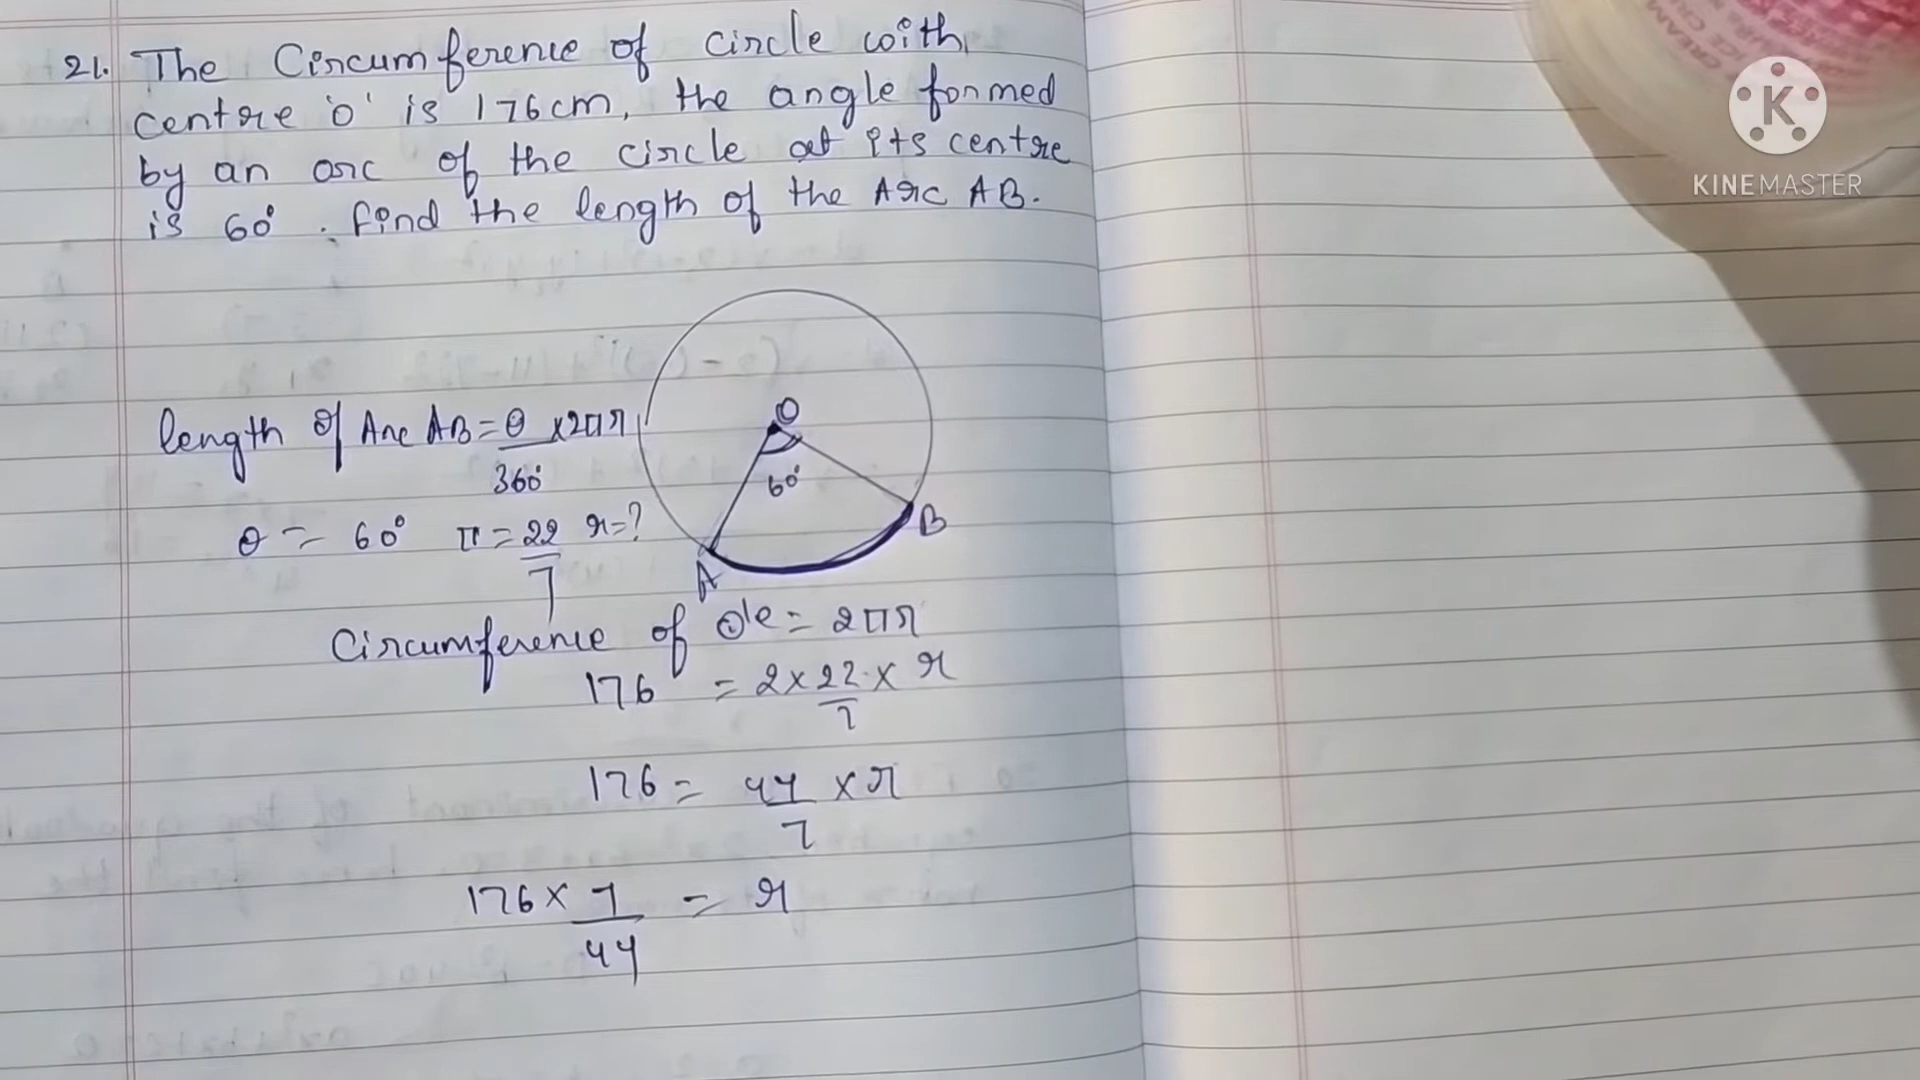 21. The Circumference of circle with
centre 'o' is 176cm, the angle formed
by an arc of the circle at its centre
is 60° . find the length of the Arc AB.
length of Arc AB = θ/360° ×2πr
O
60°
A
B
θ = 60° π = 22/7 r=?
Circumference of ⊙le = 2πr
176 = 2 × 22/7 × r
176 = 44/7 × r
176 × 7/44 = r
K
KINEMASTER